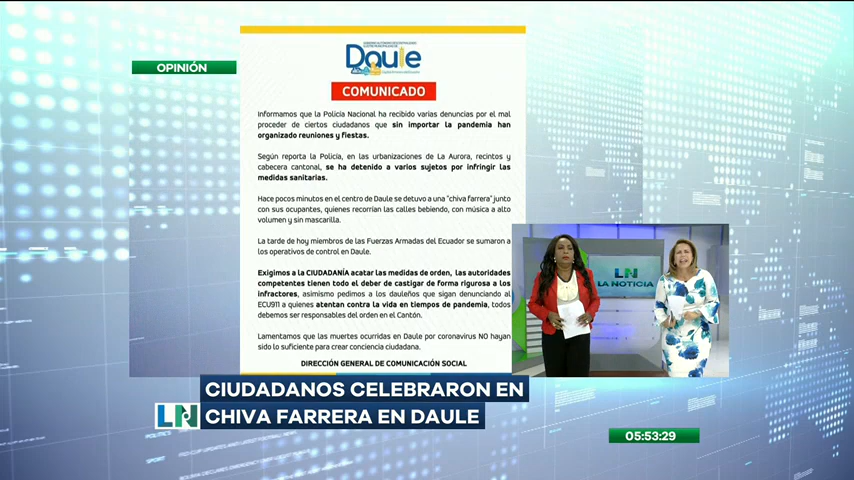 OPINIÓN
Daule
COMUNICADO
Informamos que la Policía Nacional ha recibido varias denuncias por el mal
proceder de ciertos ciudadanos que sin importar la pandemia han
organizado reuniones y fiestas.
Según reporta la Policía, en las urbanizaciones de La Aurora, recintos y
cabecera cantonal, se ha detenido a varios sujetos por infringir las
medidas sanitarias.
Hace pocos minutos en el centro de Daule se detuvo a una "chiva farrera" junto
con sus ocupantes, quienes recorrían las calles bebiendo, con música a alto
volumen y sin mascarilla.
La tarde de hoy miembros de las Fuerzas Armadas del Ecuador se sumaron a
los operativos de control en Daule.
Exigimos a la CIUDADANÍA acatar las medidas de orden, las autoridades
competentes tienen todo el deber de castigar de forma rigurosa a los
infractores, asimismo pedimos a los dauleños que sigan denunciando al
ECU911 a quienes atentan contra la vida en tiempos de pandemia, todos
debemos ser responsables del orden en el Cantón.
Lamentamos que las muertes ocurridas en Daule por coronavirus NO hayan
sido lo suficiente para crear conciencia ciudadana.
DIRECCIÓN GENERAL DE COMUNICACIÓN SOCIAL
LN
LA NOTICIA
CIUDADANOS CELEBRARON EN
LN CHIVA FARRERA EN DAULE
05:53:29